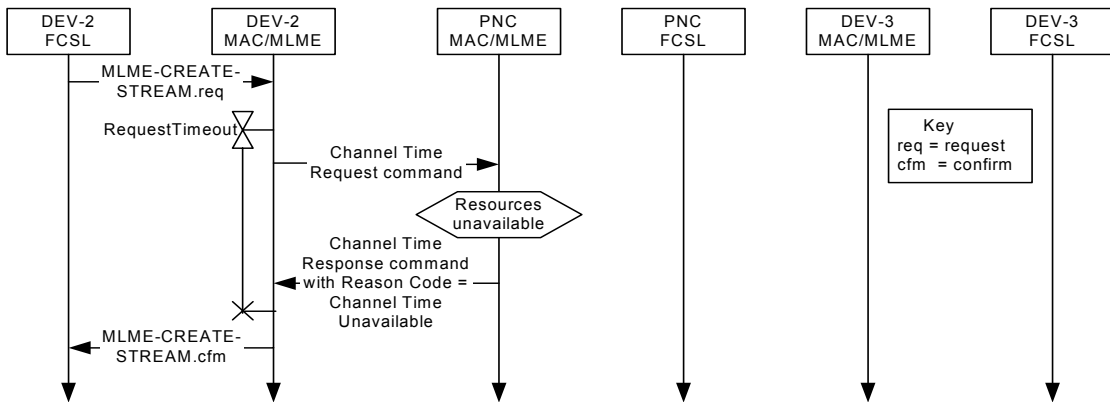 DEV-2
FCSL
DEV-2
MAC/MLME
PNC
MAC/MLME
PNC
FCSL
DEV-3
MAC/MLME
DEV-3
FCSL
MLME-CREATE-
STREAM.req
RequestTimeout
Channel Time
Request command
Key
req = request
cfm = confirm
Resources
unavailable
Channel Time
Response command
with Reason Code =
Channel Time
Unavailable
MLME-CREATE-
STREAM.cfm